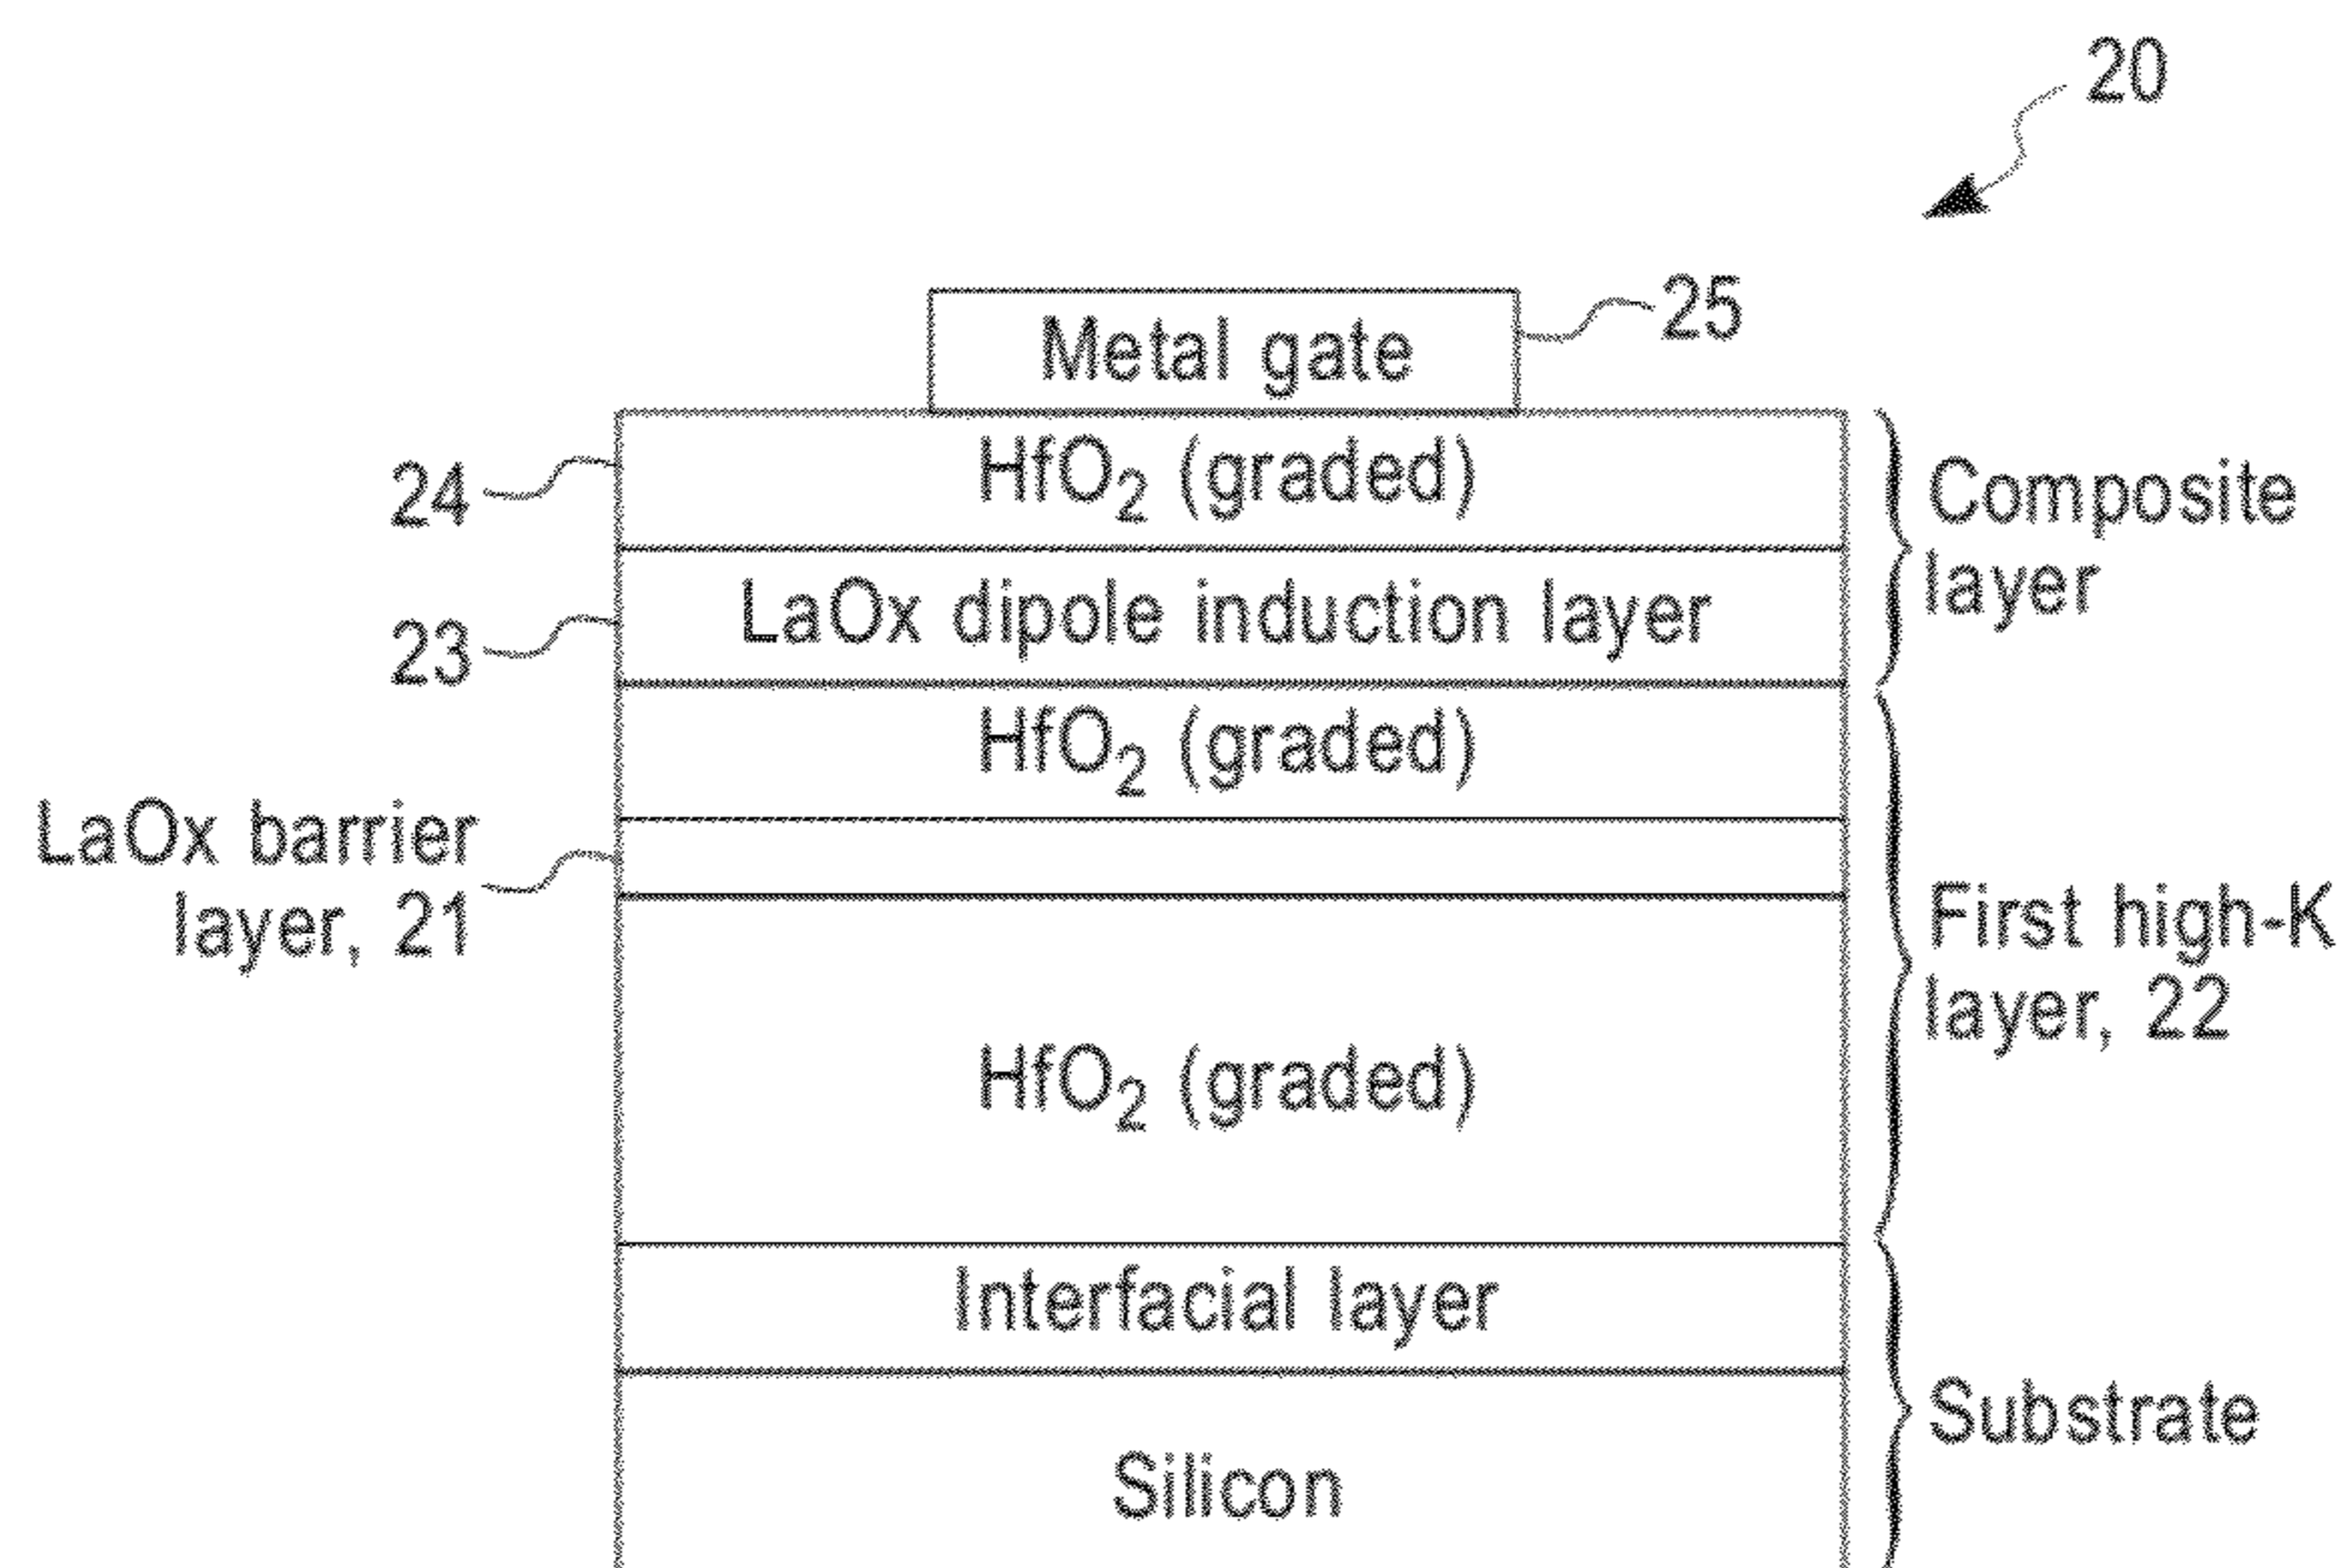 20
Metal gate
25
24
HfO₂ (graded)
Composite
layer
23
LaOx dipole induction layer
HfO₂ (graded)
LaOx barrier
layer, 21
First high-K
layer, 22
HfO₂ (graded)
Interfacial layer
Substrate
Silicon